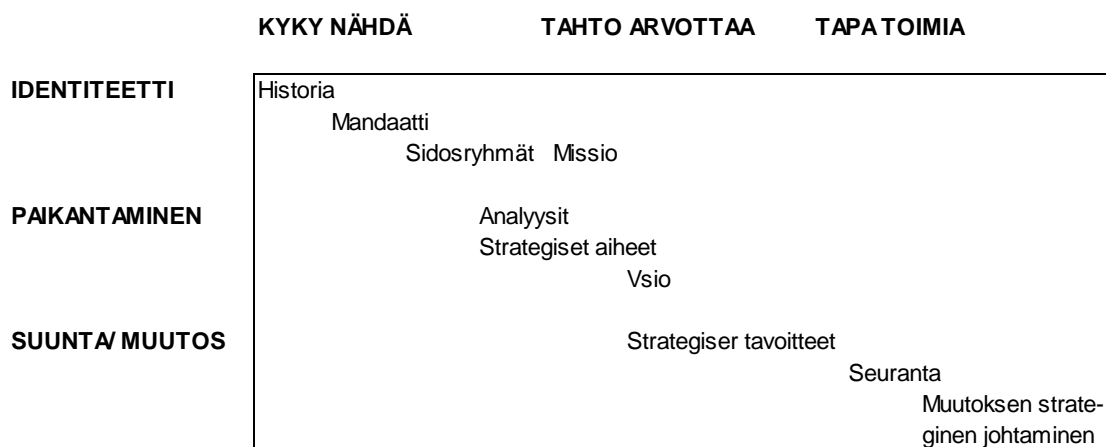 KYKY NÄHDÄ TAHTO ARVOTTAA TAPA TOIMIA
IDENTITEETTI Historia
Mandaatti
Sidosryhmät Missio
PAIKANTAMINEN Analyysit
Strategiset aiheet
Vsio
SUUNTA/ MUUTOS Strategiser tavoitteet
Seuranta
Muutoksen strate-
ginen johtaminen